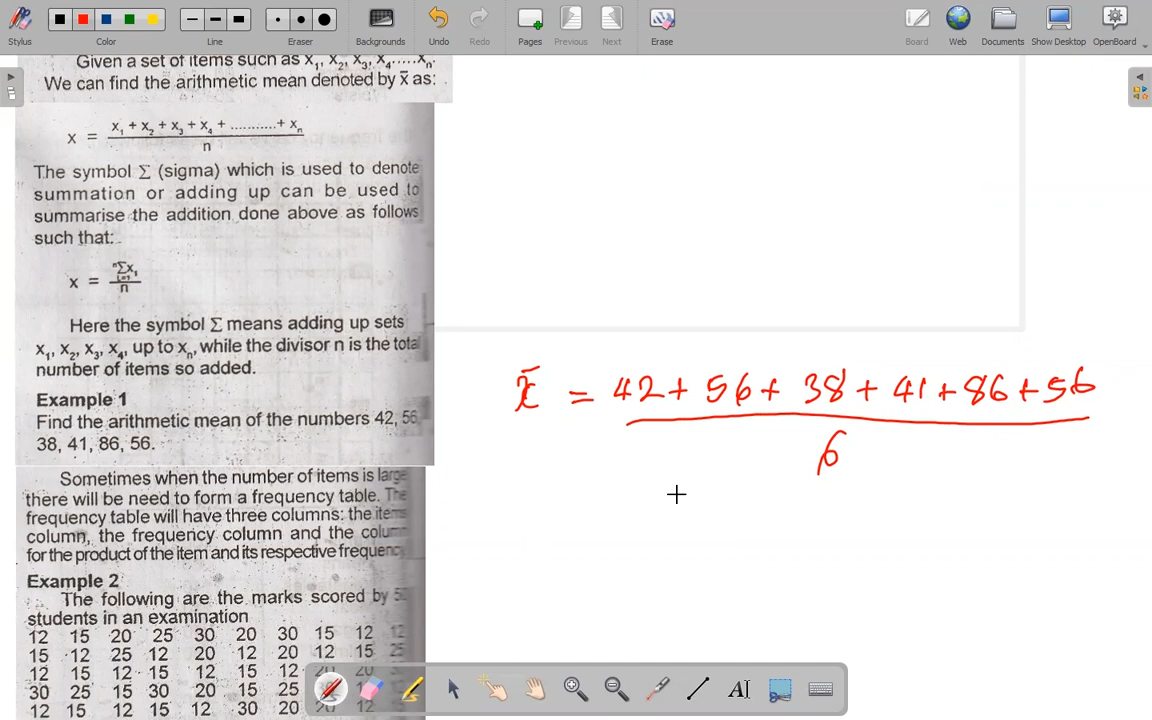 Stylus
Color
Line
Eraser
Backgrounds
Undo
Redo
Pages
Previous
Next
Erase
Board
Web
Documents
Show Desktop
OpenBoard
Given a set of items such as x₁, x₂, x₃, x₄.....xₙ.
We can find the arithmetic mean denoted by x̄ as:
x = x₁ + x₂ + x₃ + x₄ + ...........+ xₙ
n
The symbol Σ (sigma) which is used to denote
summation or adding up can be used to
summarise the addition done above as follows
such that:
x = ⁿΣx₁
i=1
n
Here the symbol Σ means adding up sets
x₁, x₂, x₃, x₄, up to xₙ, while the divisor n is the total
number of items so added.
Example 1
Find the arithmetic mean of the numbers 42, 56,
38, 41, 86, 56.
Sometimes when the number of items is large
there will be need to form a frequency table. The
frequency table will have three columns: the items
column, the frequency column and the column
for the product of the item and its respective frequency
Example 2
The following are the marks scored by 50
students in an examination
12 15 20 25 30 20 30 15 12 12
15 12 25 12 20 12 20 12 15 25
12 15 12 15 12 15 12 20 20
30 25 15 30 20 15 25
12 15 12 15 12 30 20 20 12
x̄ = 42 + 56 + 38 + 41 + 86 + 56
6
AI